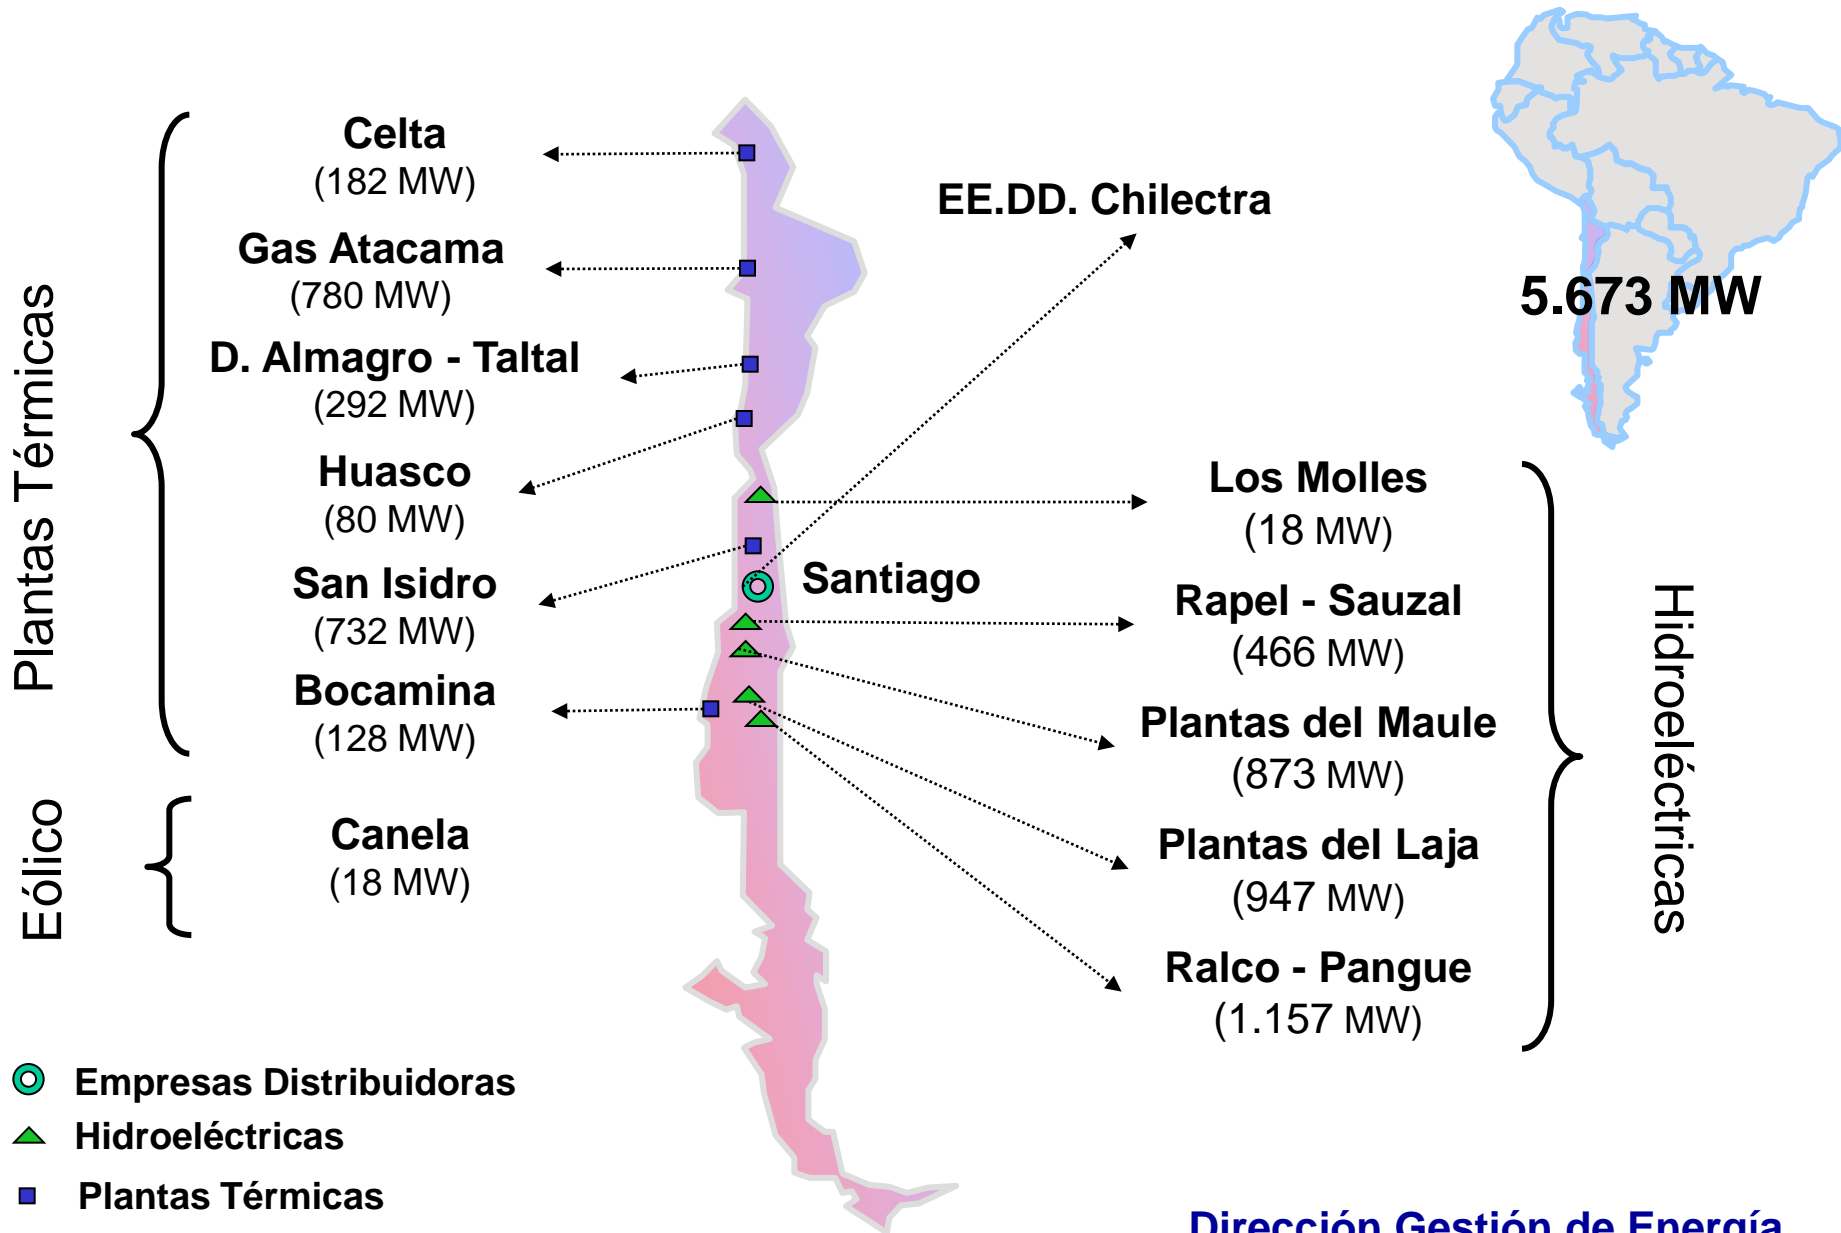 Plantas Térmicas
Celta
(182 MW)
Gas Atacama
(780 MW)
D. Almagro - Taltal
(292 MW)
Huasco
(80 MW)
San Isidro
(732 MW)
Bocamina
(128 MW)
Eólico
Canela
(18 MW)
EE.DD. Chilectra
Santiago
5.673 MW
Los Molles
(18 MW)
Rapel - Sauzal
(466 MW)
Plantas del Maule
(873 MW)
Plantas del Laja
(947 MW)
Ralco - Pangue
(1.157 MW)
Hidroeléctricas
Empresas Distribuidoras
Hidroeléctricas
Plantas Térmicas
Dirección Gestión de Energía